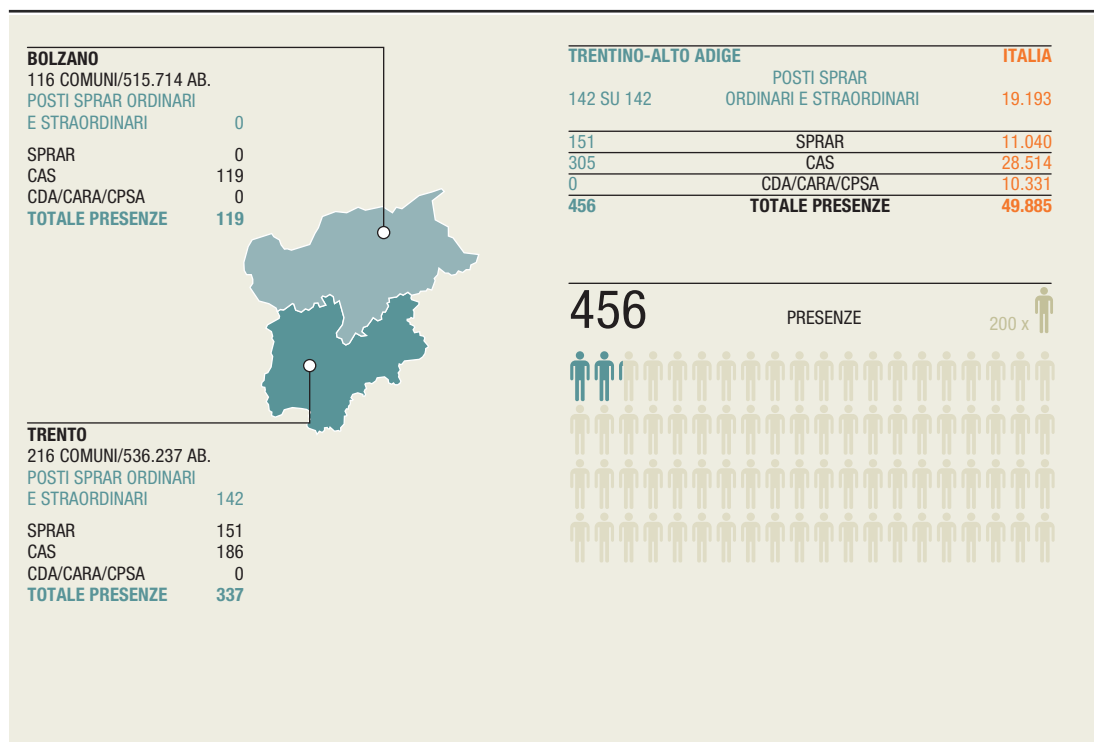 BOLZANO
116 COMUNI/515.714 AB.
POSTI SPRAR ORDINARI
E STRAORDINARI 0
SPRAR 0
CAS 119
CDA/CARA/CPSA 0
TOTALE PRESENZE 119
TRENTO
216 COMUNI/536.237 AB.
POSTI SPRAR ORDINARI
E STRAORDINARI 142
SPRAR 151
CAS 186
CDA/CARA/CPSA 0
TOTALE PRESENZE 337
TRENTINO-ALTO ADIGE ITALIA
POSTI SPRAR
142 SU 142 ORDINARI E STRAORDINARI 19.193
151 SPRAR 11.040
305 CAS 28.514
0 CDA/CARA/CPSA 10.331
456 TOTALE PRESENZE 49.885
456 PRESENZE 200 x